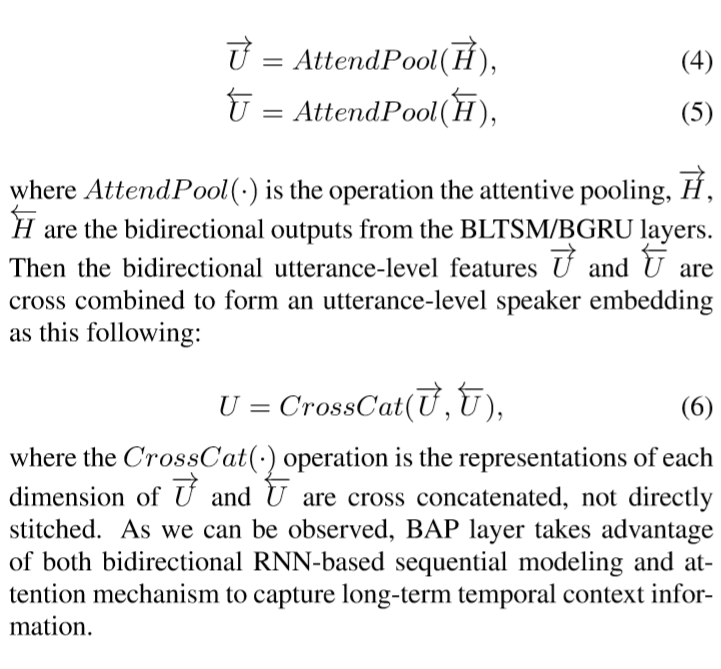 $\overrightarrow{U} = AttendPool(\overrightarrow{H}),$ (4)
$\overleftarrow{U} = AttendPool(\overleftarrow{H}),$ (5)
where $AttendPool(\cdot)$ is the operation the attentive pooling, $\overrightarrow{H}$,
$\overleftarrow{H}$ are the bidirectional outputs from the BLTSM/BGRU layers.
Then the bidirectional utterance-level features $\overrightarrow{U}$ and $\overleftarrow{U}$ are
cross combined to form an utterance-level speaker embedding
as this following:
$U = CrossCat(\overrightarrow{U}, \overleftarrow{U}),$ (6)
where the $CrossCat(\cdot)$ operation is the representations of each
dimension of $\overrightarrow{U}$ and $\overleftarrow{U}$ are cross concatenated, not directly
stitched. As we can be observed, BAP layer takes advantage
of both bidirectional RNN-based sequential modeling and at-
tention mechanism to capture long-term temporal context infor-
mation.